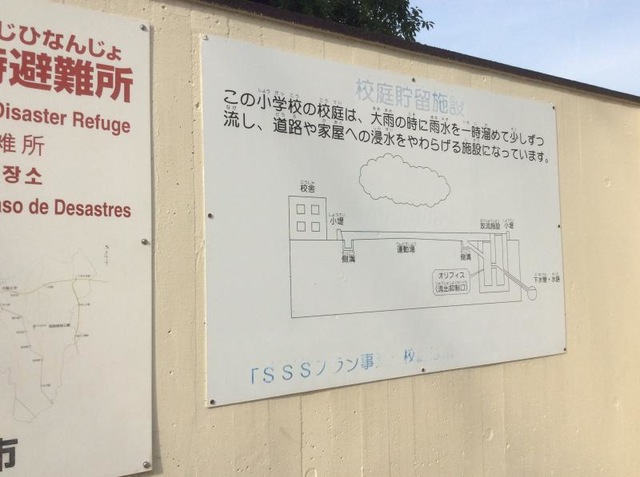 じひなんじょ
時避難所
Disaster Refuge
難所
장소
aso de Desastres
市
校庭貯留施設
この小学校の校庭は、大雨の時に雨水を一時溜めて少しずつ
流し、道路や家屋への浸水をやわらげる施設になっています。
校舎
小堤
放流施設
小堤
側溝
運動場
側溝
オリフィス
(流出抑制口)
下水管・水路
「SSSプラン事
校